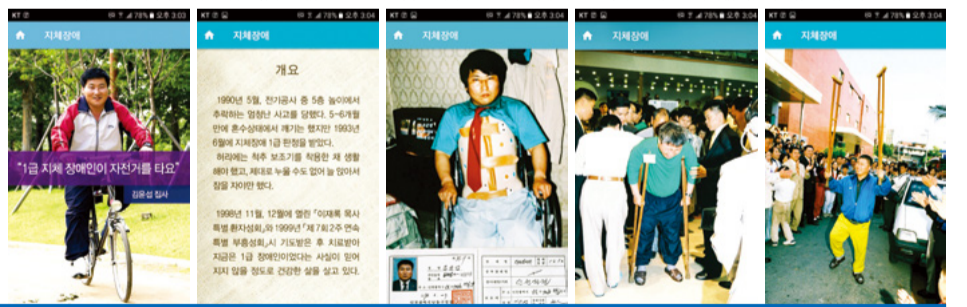 KT 78% 오후 3:03
지체장애
"1급 지체 장애인이 자전거를 타요"
김윤섭 집사
KT 78% 오후 3:04
지체장애
개요
1990년 5월, 전기공사 중 5층 높이에서
추락하는 엄청난 사고를 당했다. 5~6개월
만에 혼수상태에서 깨기는 했지만 1993년
6월에 지체장애 1급 판정을 받았다.
허리에는 척추 보조기를 착용한 채 생활
해야 했고, 제대로 누울 수도 없어 늘 앉아서
잠을 자야만 했다.
1998년 11월, 12월에 열린 「이재록 목사
특별 환자성회」와 1999년 「제 7회 2주 연속
특별 부흥성회」시 기도받은 후 치료받아
지금은 1급 장애인이었다는 사실이 믿어
지지 않을 정도로 건강한 삶을 살고 있다.
KT 78% 오후 3:04
지체장애
KT 78% 오후 3:04
지체장애
KT 78% 오후 3:04
지체장애